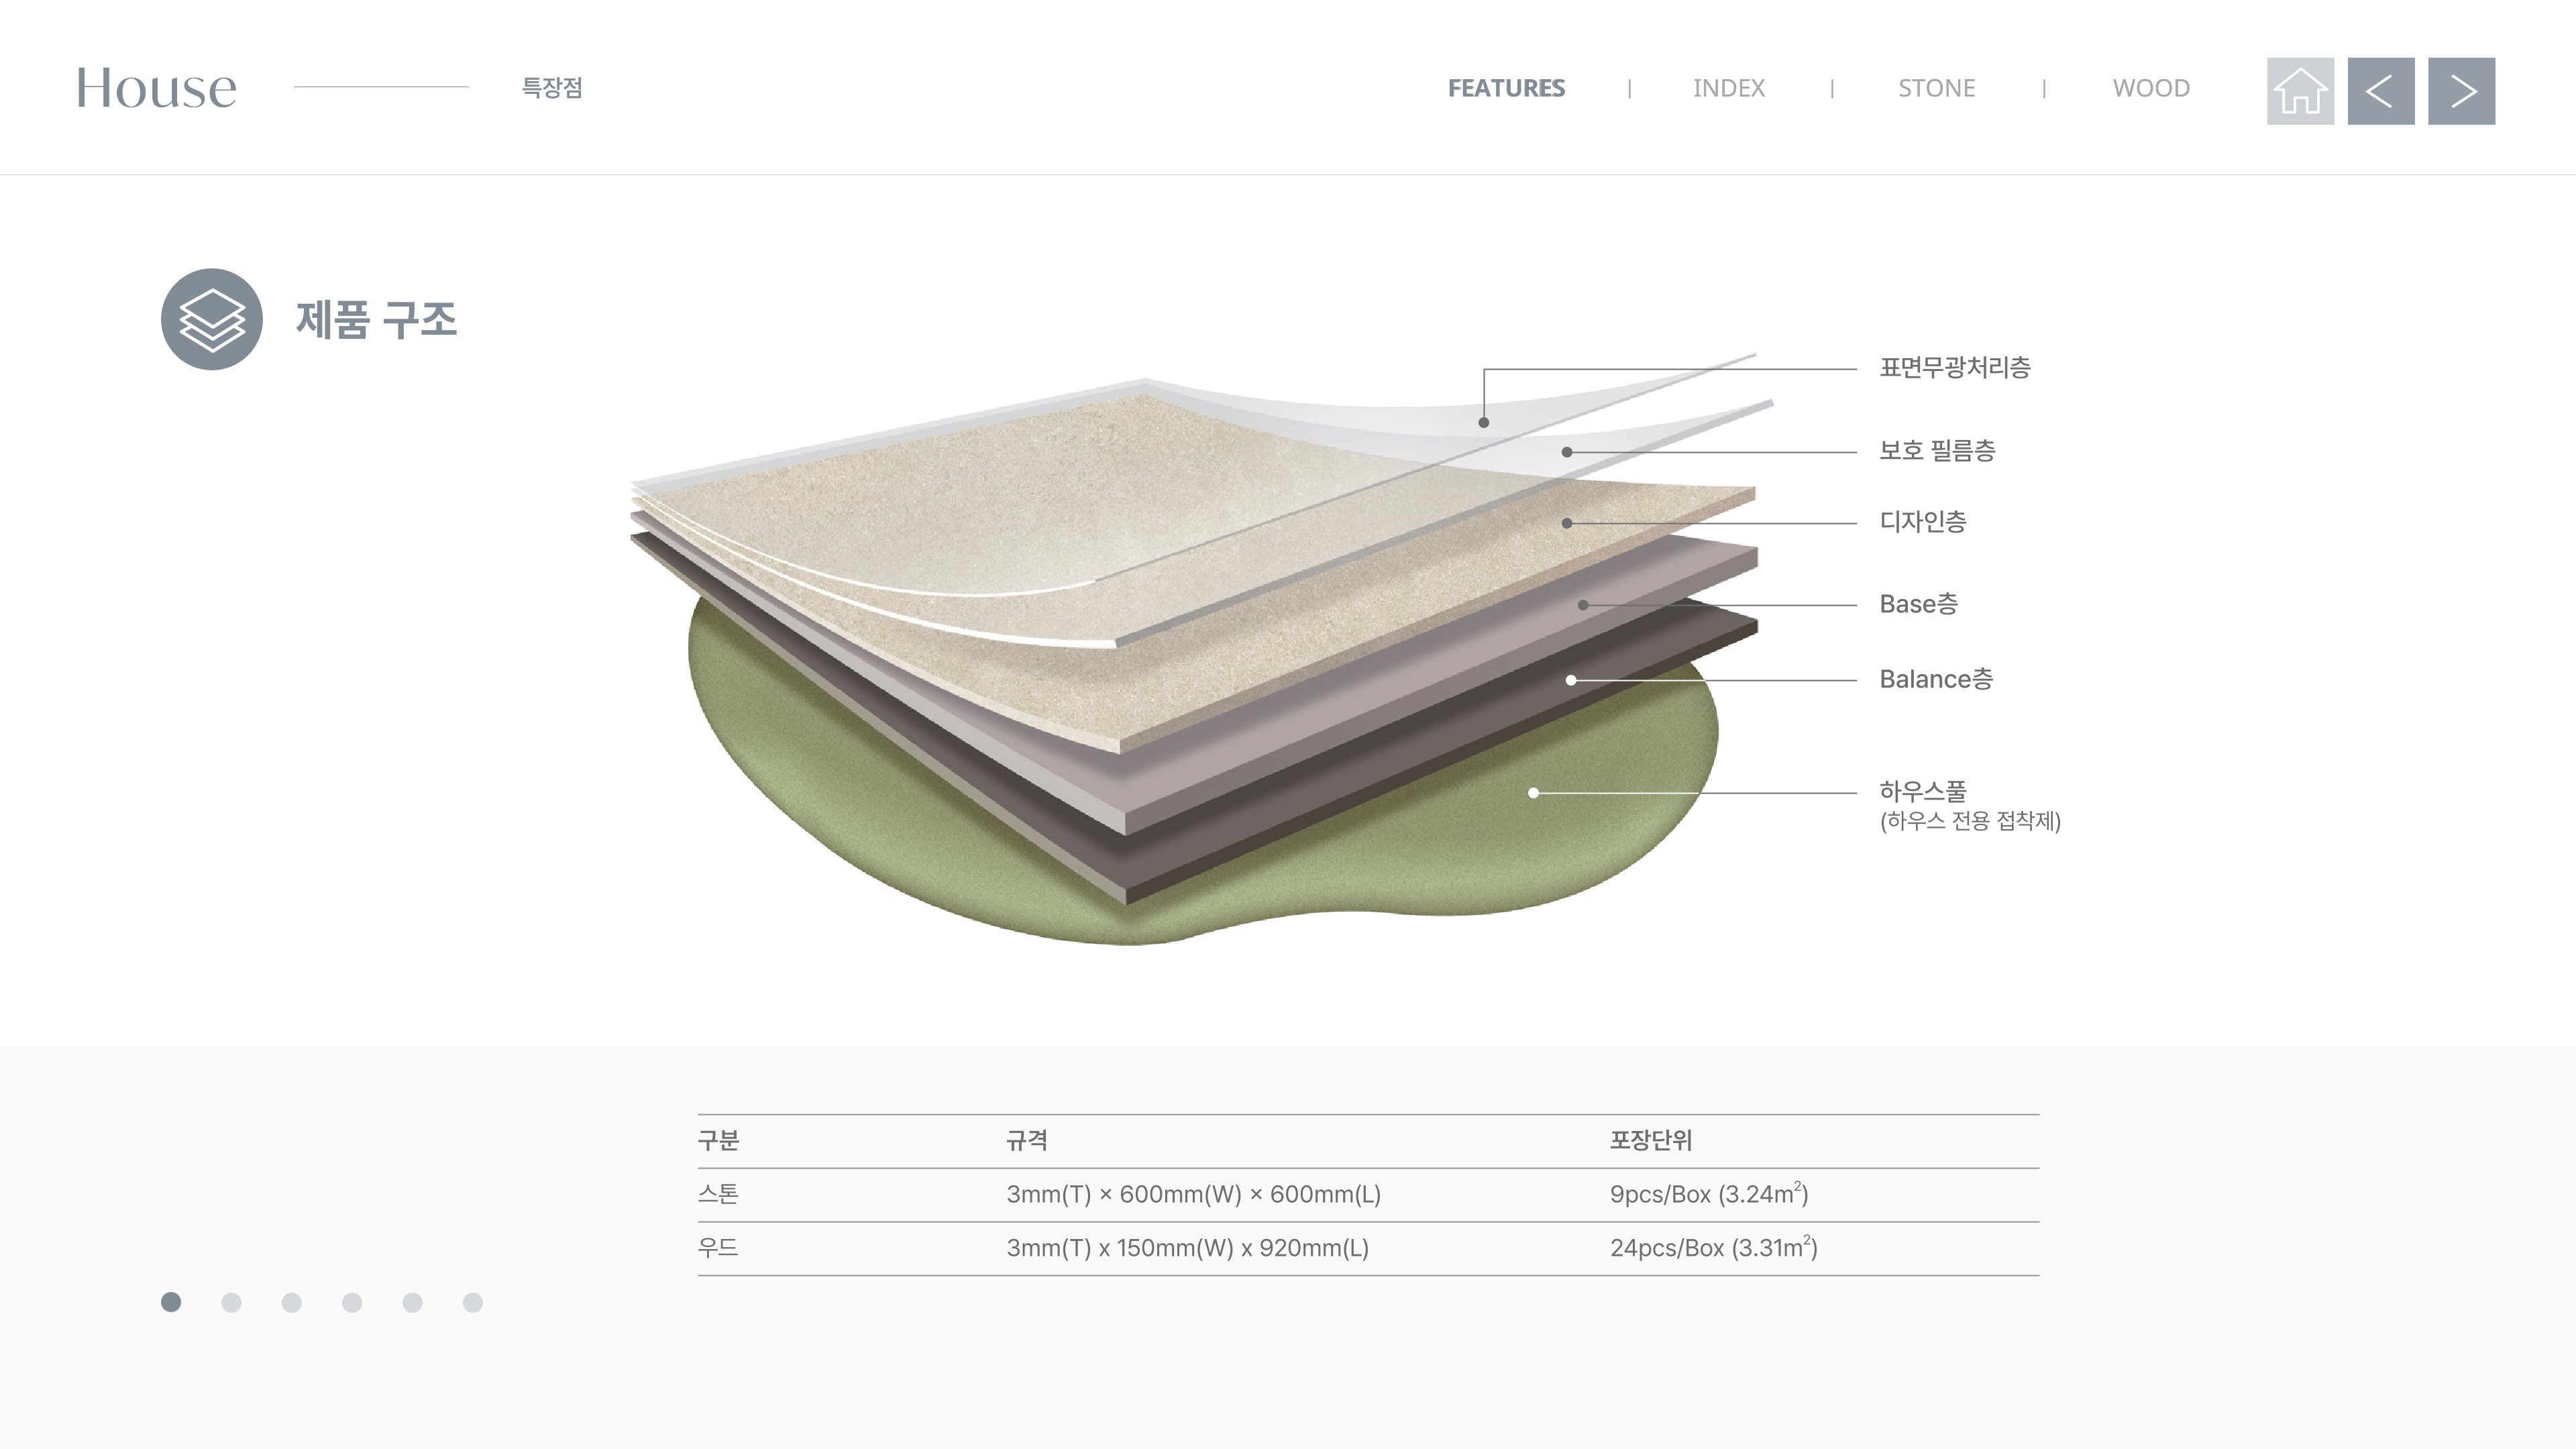 House 특장점 FEATURES | INDEX | STONE | WOOD
제품 구조
표면무광처리층
보호 필름층
디자인층
Base층
Balance층
하우스풀
(하우스 전용 접착제)
구분 규격 포장단위
스톤 3mm(T) × 600mm(W) × 600mm(L) 9pcs/Box (3.24m²)
우드 3mm(T) x 150mm(W) x 920mm(L) 24pcs/Box (3.31m²)